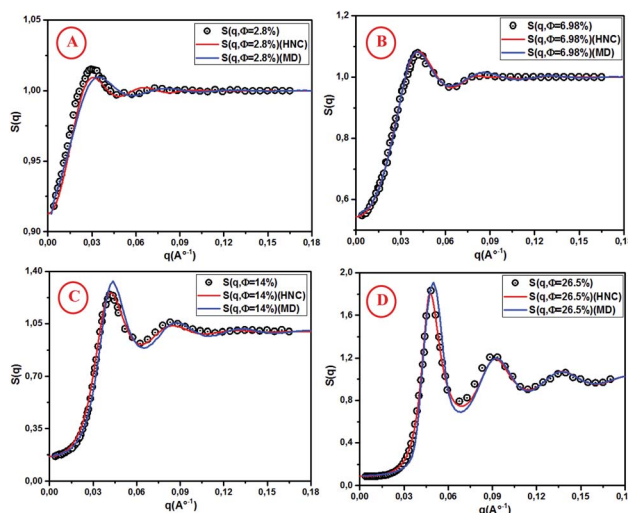 A
S(q,Φ=2.8%)
S(q,Φ=2.8%)(HNC)
S(q,Φ=2.8%)(MD)
1,05
1,00
0,95
0,90
S(q)
0,00 0,03 0,06 0,09 0,12 0,15 0,18
q(A°⁻¹)
B
S(q,Φ=6.98%)
S(q,Φ=6.98%)(HNC)
S(q,Φ=6.98%)(MD)
1,2
1,0
0,8
0,6
S(q)
0,00 0,03 0,06 0,09 0,12 0,15 0,18
q(A°⁻¹)
C
S(q,Φ=14%)
S(q,Φ=14%)(HNC)
S(q,Φ=14%)(MD)
1,40
1,05
0,70
0,35
0,00
S(q)
0,00 0,03 0,06 0,09 0,12 0,15 0,18
q(A°⁻¹)
D
S(q,Φ=26.5%)
S(q,Φ=26.5%)(HNC)
S(q,Φ=26.5%)(MD)
2,0
1,6
1,2
0,8
0,4
0,0
S(q)
0,00 0,03 0,06 0,09 0,12 0,15 0,18
q(A°⁻¹)